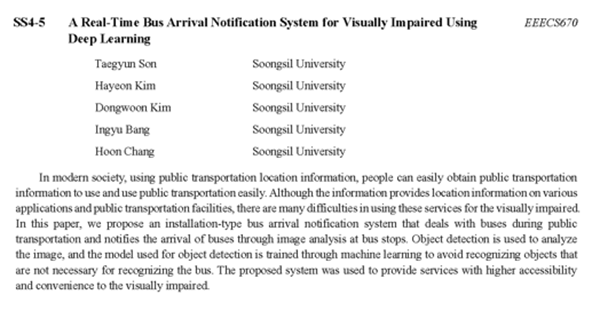 SS4-5 A Real-Time Bus Arrival Notification System for Visually Impaired Using EEECS670
Deep Learning
Taegyun Son Soongsil University
Hayeon Kim Soongsil University
Dongwoon Kim Soongsil University
Ingyu Bang Soongsil University
Hoon Chang Soongsil University
In modern society, using public transportation location information, people can easily obtain public transportation
information to use and use public transportation easily. Although the information provides location information on various
applications and public transportation facilities, there are many difficulties in using these services for the visually impaired.
In this paper, we propose an installation-type bus arrival notification system that deals with buses during public
transportation and notifies the arrival of buses through image analysis at bus stops. Object detection is used to analyze
the image, and the model used for object detection is trained through machine learning to avoid recognizing objects that
are not necessary for recognizing the bus. The proposed system was used to provide services with higher accessibility
and convenience to the visually impaired.